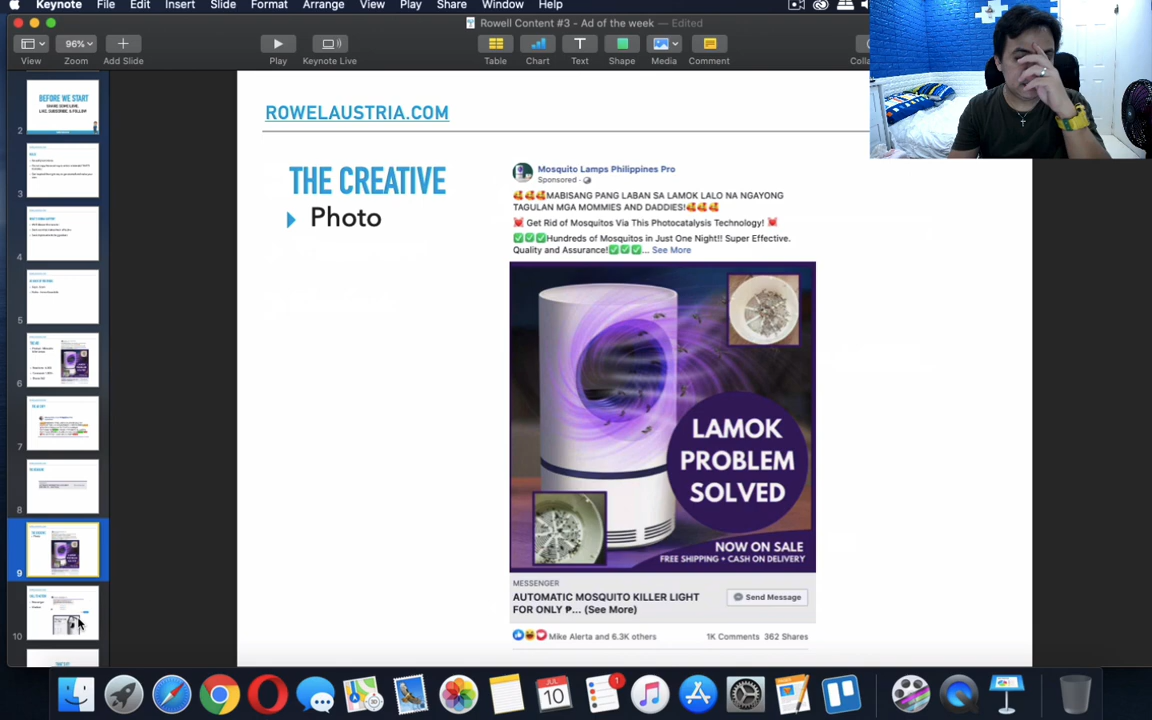 Keynote File Edit Insert Slide Format Arrange View Play Share Window Help
Rowell Content #3 - Ad of the week — Edited
96%
View Zoom Add Slide Play Keynote Live Table Chart Text Shape Media Comment
BEFORE WE START
2
3
4
5
6
7
8
9
10
ROWELAUSTRIA.COM
THE CREATIVE
Photo
Mosquito Lamps Philippines Pro
Sponsored
🥰🥰🥰MABISANG PANG LABAN SA LAMOK LALO NA NGAYONG
TAGULAN MGA MOMMIES AND DADDIES!🥰🥰🥰
Get Rid of Mosquitos Via This Photocatalysis Technology!
✅✅✅Hundreds of Mosquitos in Just One Night!! Super Effective.
Quality and Assurance!✅✅✅... See More
LAMOK
PROBLEM
SOLVED
NOW ON SALE
FREE SHIPPING + CASH ON DELIVERY
MESSENGER
AUTOMATIC MOSQUITO KILLER LIGHT
FOR ONLY ₱... (See More)
Send Message
Mike Alerta and 6.3K others 1K Comments 362 Shares
JUL
10
1